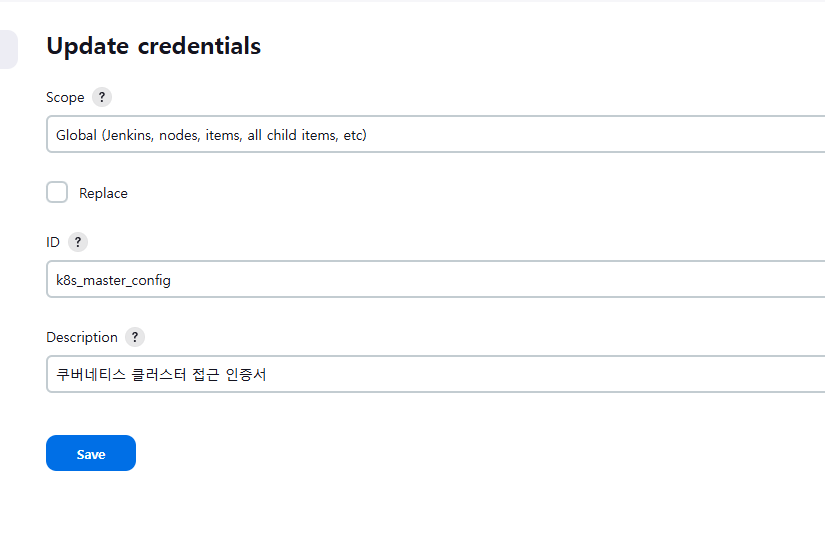 Update credentials
Scope ?
Global (Jenkins, nodes, items, all child items, etc)
Replace
ID ?
k8s_master_config
Description ?
쿠버네티스 클러스터 접근 인증서
Save